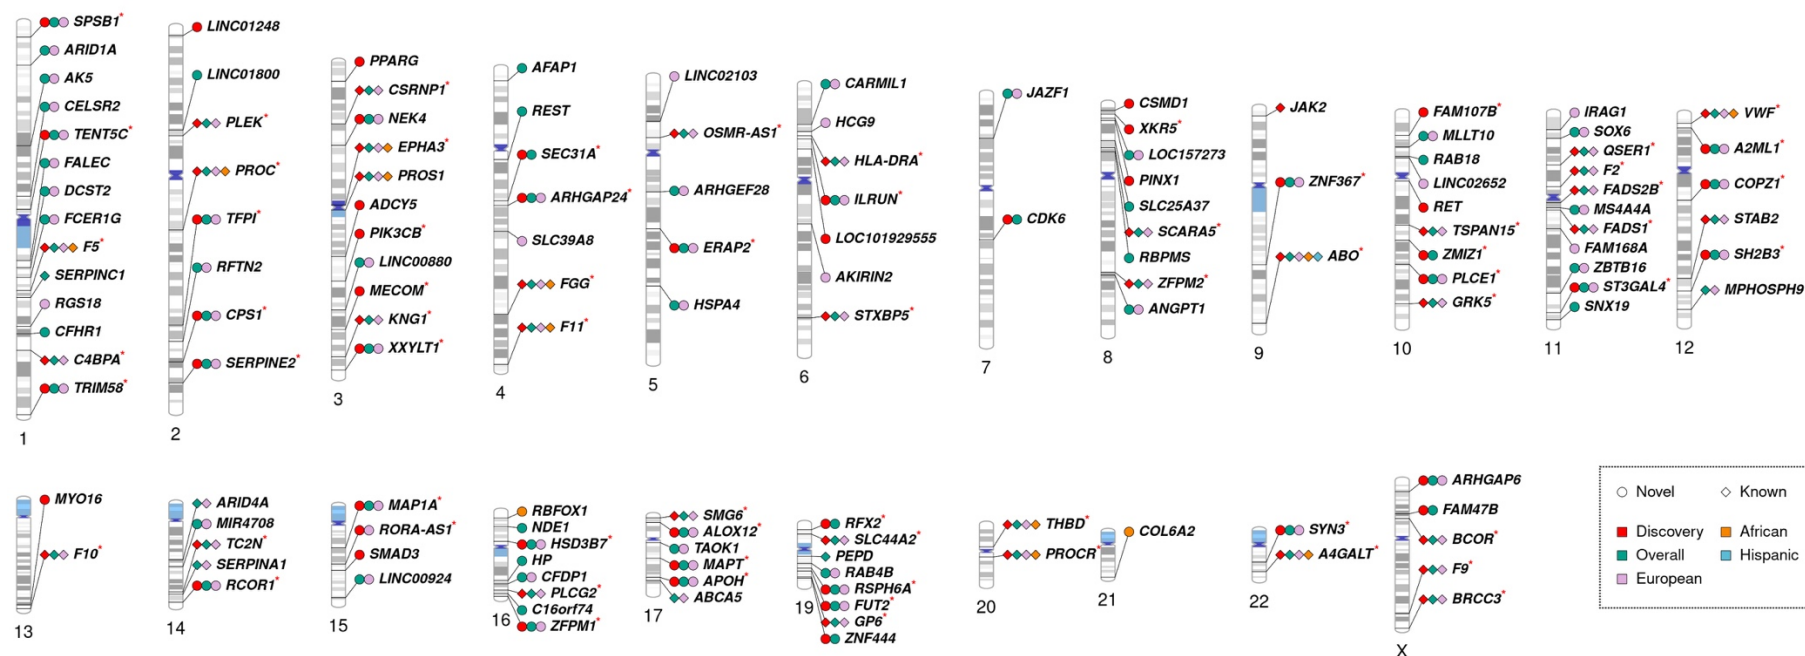 SPSB1*
ARID1A
AK5
CELSR2
TENT5C*
FALEC
DCST2
FCER1G
F5*
SERPINC1
RGS18
CFHR1
C4BPA*
TRIM58*
1
LINC01248
LINC01800
PLEK*
PROC*
TFPI*
RFTN2
CPS1*
SERPINE2*
2
PPARG
CSRNP1*
NEK4
EPHA3*
PROS1
ADCY5
PIK3CB*
LINC00880
MECOM*
KNG1*
XXYLT1*
3
AFAP1
REST
SEC31A*
ARHGAP24*
SLC39A8
FGG*
F11*
4
LINC02103
OSMR-AS1*
ARHGEF28
ERAP2*
HSPA4
5
CARMIL1
HCG9
HLA-DRA*
ILRUN*
LOC101929555
AKIRIN2
STXBP5*
6
JAZF1
CDK6
7
CSMD1
XKR5*
LOC157273
PINX1
SLC25A37
SCARA5*
RBPMS
ZFPM2*
ANGPT1
8
JAK2
ZNF367*
ABO*
9
FAM107B*
MLLT10
RAB18
LINC02652
RET
TSPAN15*
ZMIZ1*
PLCE1*
GRK5*
10
IRAG1
SOX6
QSER1*
F2*
FADS2B*
MS4A4A
FADS1*
FAM168A
ZBTB16
ST3GAL4*
SNX19
11
VWF*
A2ML1*
COPZ1*
STAB2
SH2B3*
MPHOSPH9
12
MYO16
F10*
13
ARID4A
MIR4708
TC2N*
SERPINA1
RCOR1*
14
MAP1A*
RORA-AS1*
SMAD3
LINC00924
15
RBFOX1
NDE1
HSD3B7*
HP
CFDP1
PLCG2*
C16orf74
ZFPM1*
16
SMG6*
ALOX12*
TAOK1
MAPT*
APOH*
ABCA5
17
RFX2*
SLC44A2*
PEPD
RAB4B
RSPH6A*
FUT2*
GP6*
ZNF444
19
THBD*
PROCR*
20
COL6A2
21
SYN3*
A4GALT*
22
ARHGAP6
FAM47B
BCOR*
F9*
BRCC3*
X
Novel Known
Discovery African
Overall Hispanic
European